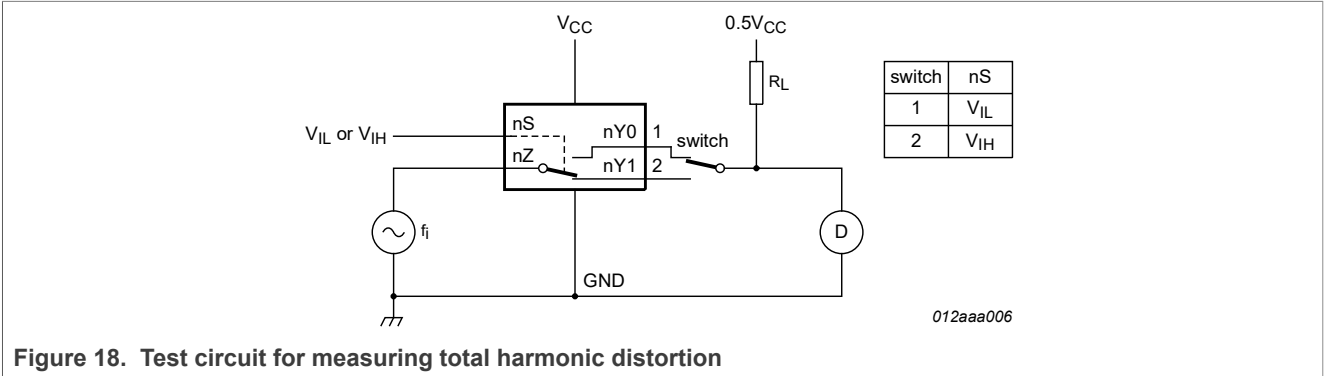 VCC
0.5VCC
RL
switch nS
1 VIL
2 VIH
VIL or VIH
nS
nZ
nY0 1
nY1 2
switch
fi
D
GND
012aaa006
Figure 18. Test circuit for measuring total harmonic distortion